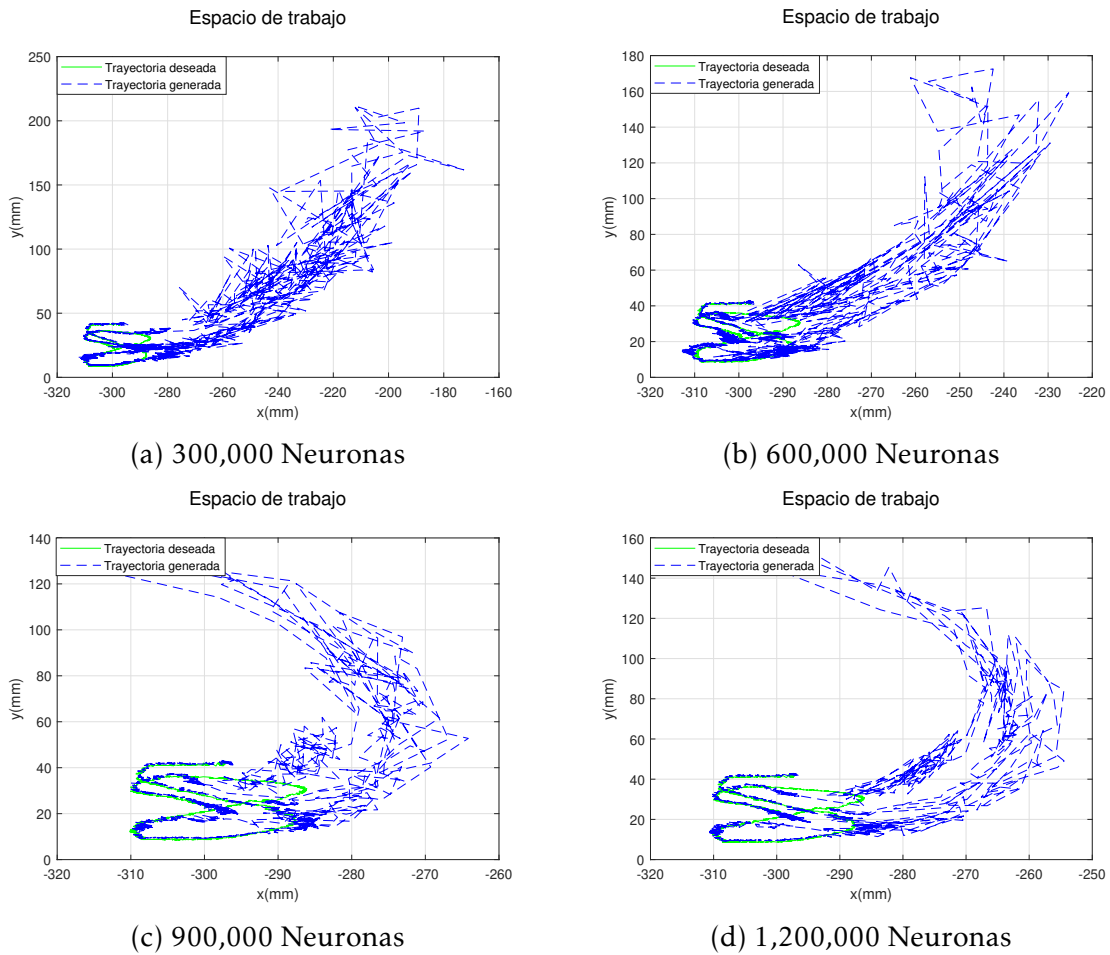 Espacio de trabajo
Trayectoria deseada
Trayectoria generada
y(mm)
250
200
150
100
50
0
-320 -300 -280 -260 -240 -220 -200 -180 -160
x(mm)
(a) 300,000 Neuronas
Espacio de trabajo
Trayectoria deseada
Trayectoria generada
y(mm)
180
160
140
120
100
80
60
40
20
0
-320 -310 -300 -290 -280 -270 -260 -250 -240 -230 -220
x(mm)
(b) 600,000 Neuronas
Espacio de trabajo
Trayectoria deseada
Trayectoria generada
y(mm)
140
120
100
80
60
40
20
0
-320 -310 -300 -290 -280 -270 -260
x(mm)
(c) 900,000 Neuronas
Espacio de trabajo
Trayectoria deseada
Trayectoria generada
y(mm)
160
140
120
100
80
60
40
20
0
-320 -310 -300 -290 -280 -270 -260 -250
x(mm)
(d) 1,200,000 Neuronas